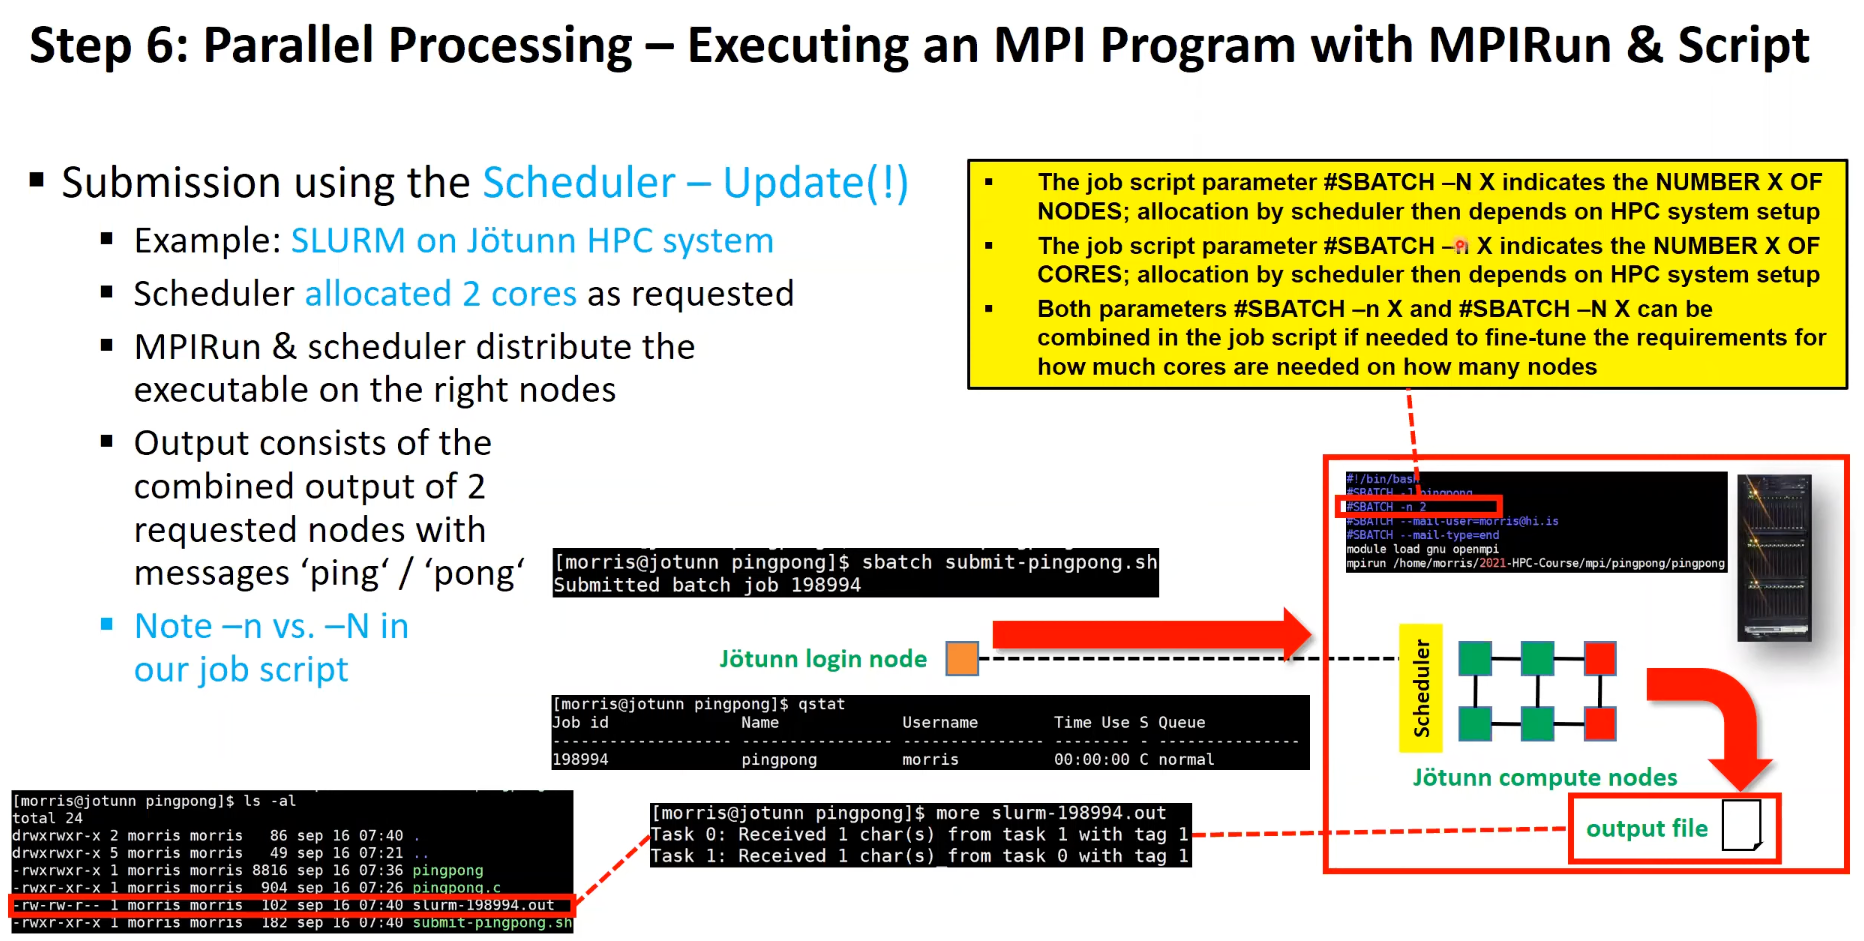 Step 6: Parallel Processing – Executing an MPI Program with MPIRun & Script
▪ Submission using the Scheduler – Update(!)
▪ Example: SLURM on Jötunn HPC system
▪ Scheduler allocated 2 cores as requested
▪ MPIRun & scheduler distribute the
executable on the right nodes
▪ Output consists of the
combined output of 2
requested nodes with
messages ‘ping‘ / ‘pong‘
▪ Note –n vs. –N in
our job script
▪ The job script parameter #SBATCH –N X indicates the NUMBER X OF
NODES; allocation by scheduler then depends on HPC system setup
▪ The job script parameter #SBATCH –n X indicates the NUMBER X OF
CORES; allocation by scheduler then depends on HPC system setup
▪ Both parameters #SBATCH –n X and #SBATCH –N X can be
combined in the job script if needed to fine-tune the requirements for
how much cores are needed on how many nodes
#!/bin/bash
#SBATCH -J pingpong
#SBATCH -n 2
#SBATCH --mail-user=morris@hi.is
#SBATCH --mail-type=end
module load gnu openmpi
mpirun /home/morris/2021-HPC-Course/mpi/pingpong/pingpong
[morris@jotunn pingpong]$ sbatch submit-pingpong.sh
Submitted batch job 198994
Jötunn login node
Scheduler
Jötunn compute nodes
output file
[morris@jotunn pingpong]$ qstat
Job id Name Username Time Use S Queue
------------------- ---------------- --------------- -------- - ---------------
198994 pingpong morris 00:00:00 C normal
[morris@jotunn pingpong]$ more slurm-198994.out
Task 0: Received 1 char(s) from task 1 with tag 1
Task 1: Received 1 char(s) from task 0 with tag 1
[morris@jotunn pingpong]$ ls -al
total 24
drwxrwxr-x 2 morris morris 86 sep 16 07:40 .
drwxrwxr-x 5 morris morris 49 sep 16 07:21 ..
-rwxrwxr-x 1 morris morris 8816 sep 16 07:36 pingpong
-rwxr-xr-x 1 morris morris 904 sep 16 07:26 pingpong.c
-rw-rw-r-- 1 morris morris 102 sep 16 07:40 slurm-198994.out
-rwxr-xr-x 1 morris morris 182 sep 16 07:40 submit-pingpong.sh